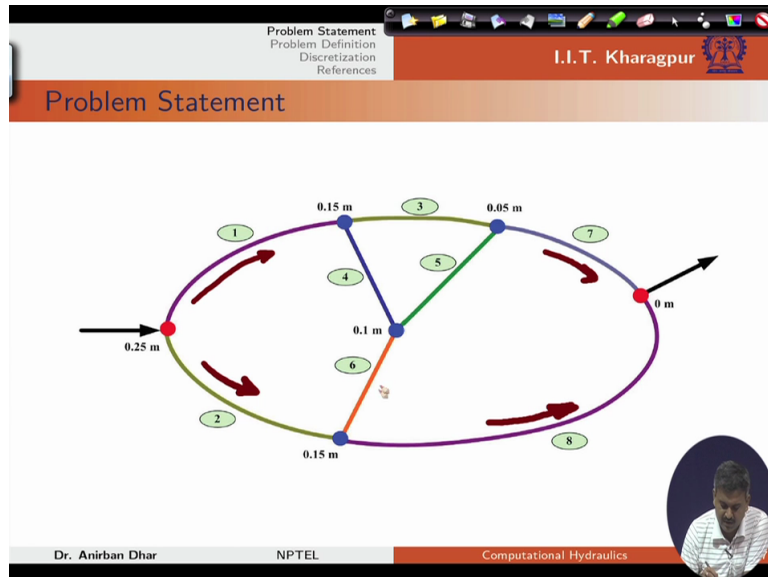 Problem Statement
Problem Definition
Discretization
References
I.I.T. Kharagpur
Problem Statement
0.15 m
3
0.05 m
1
7
4
5
0 m
0.1 m
0.25 m
6
2
8
0.15 m
Dr. Anirban Dhar
NPTEL
Computational Hydraulics